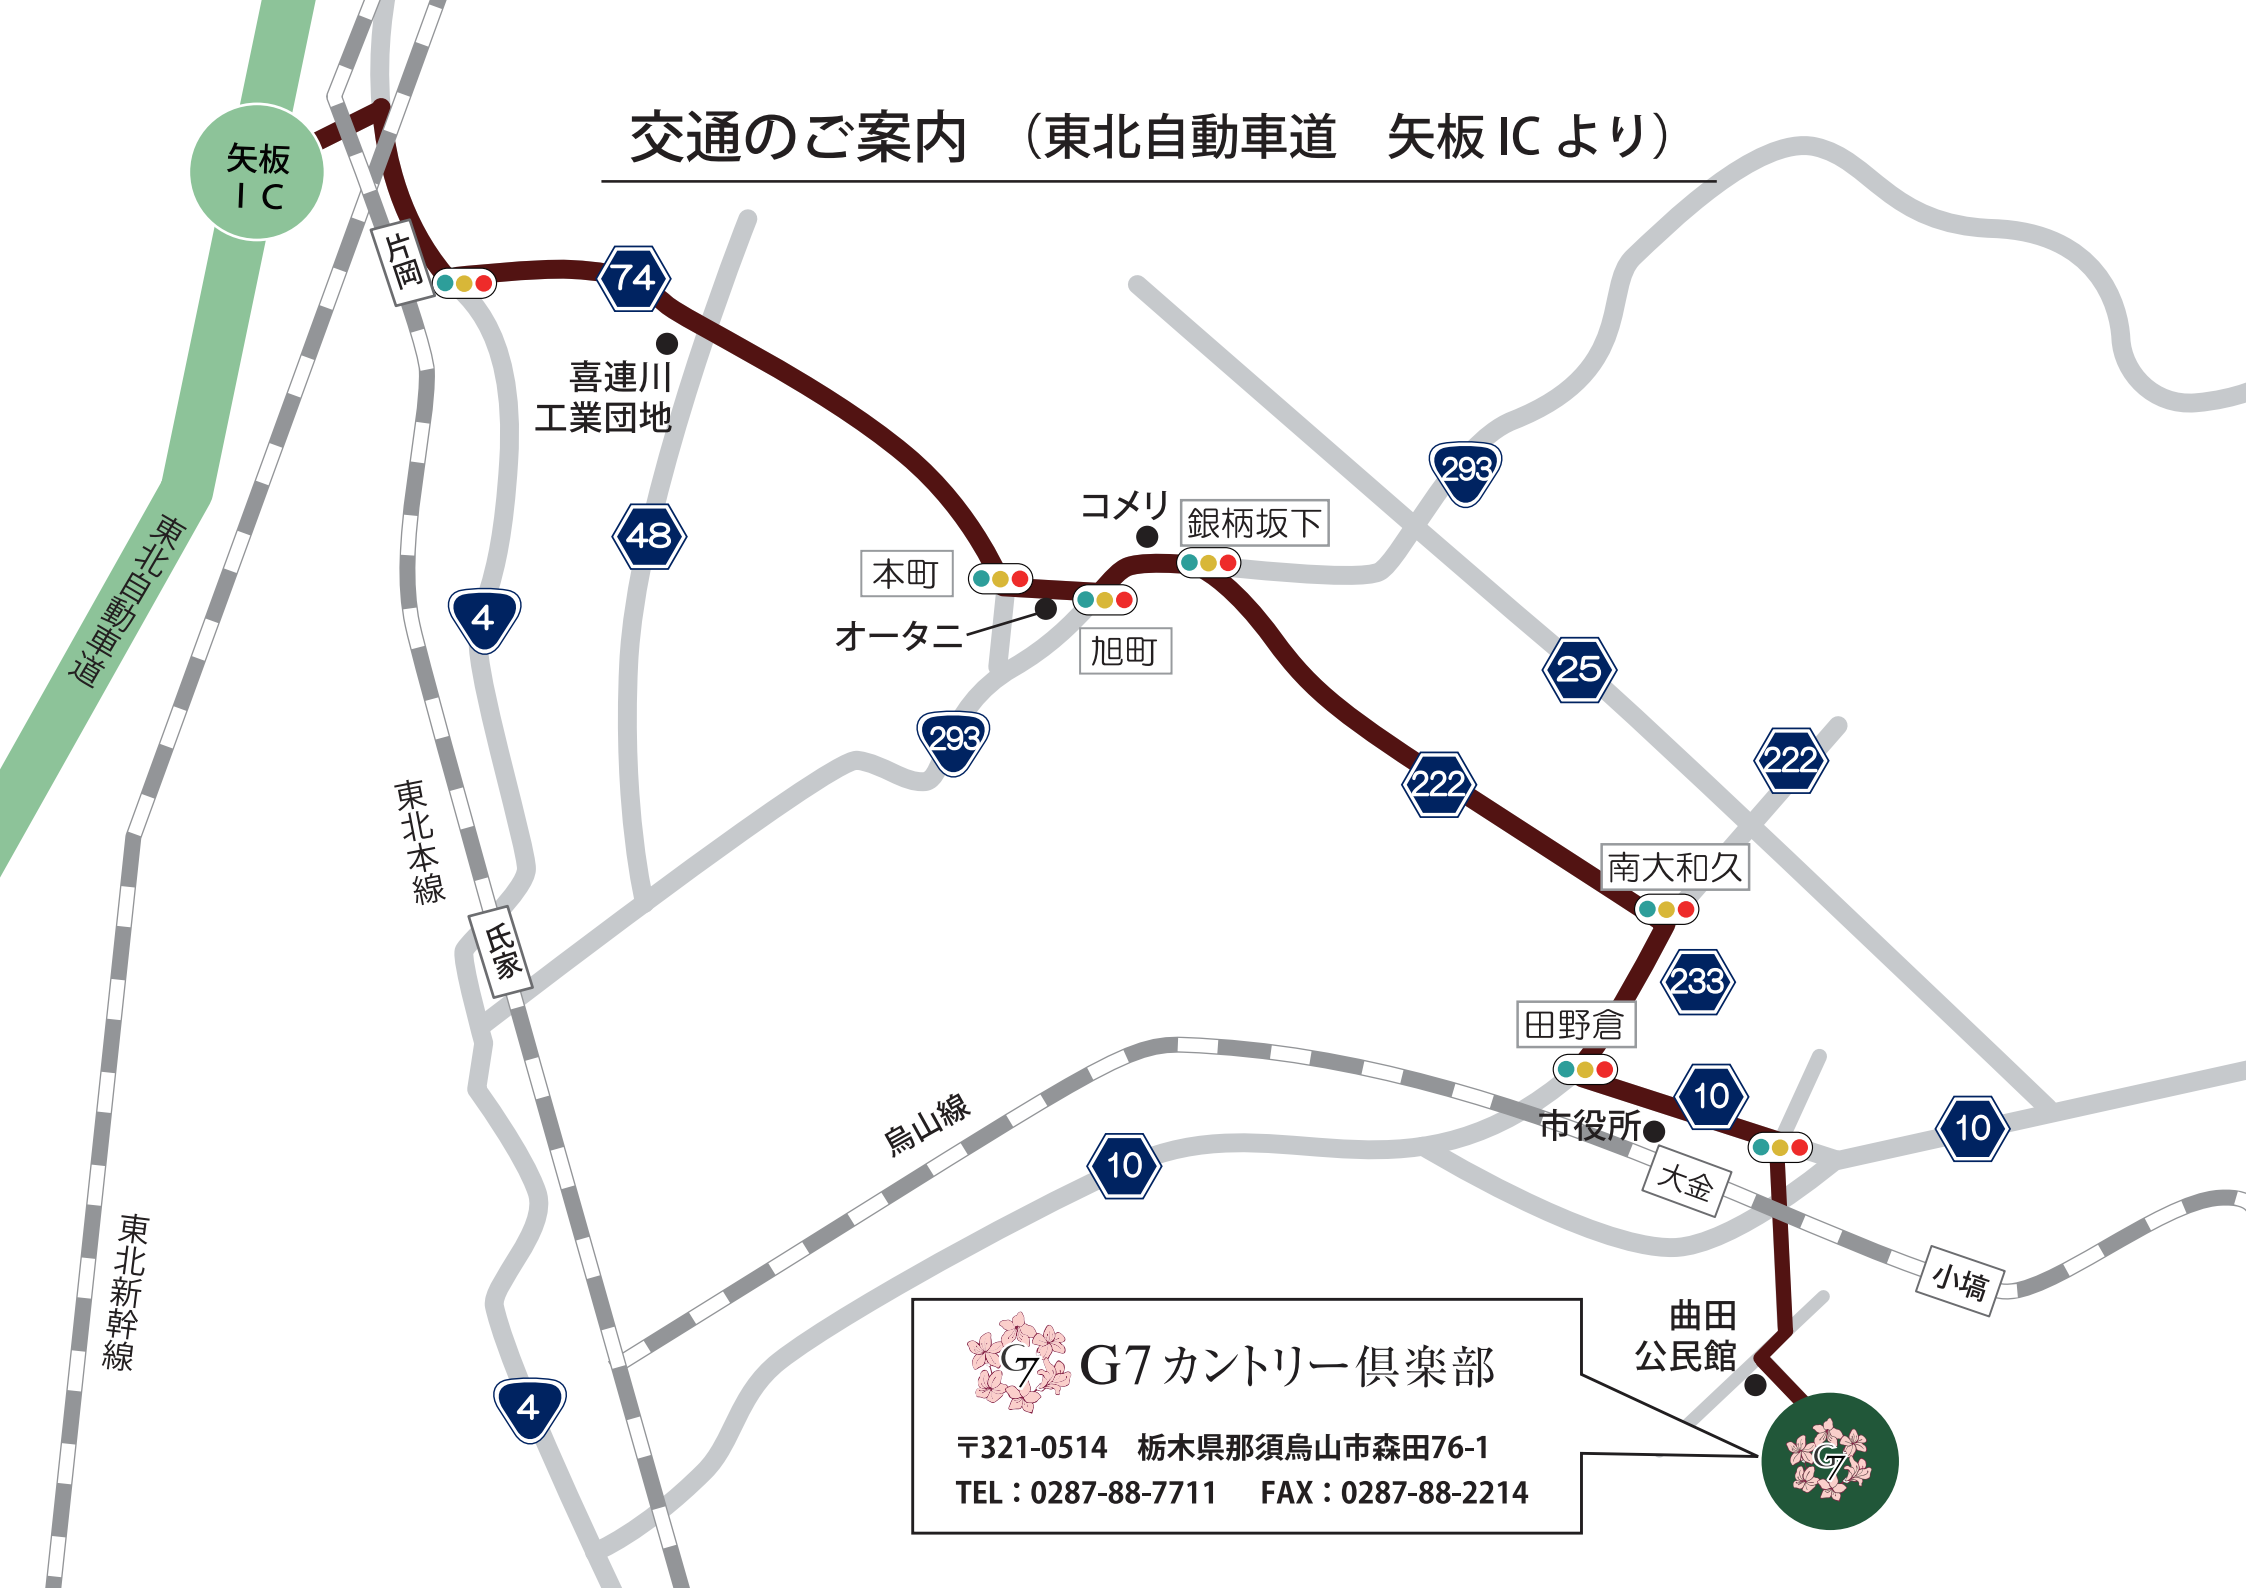 交通のご案内 (東北自動車道 矢板ICより)
矢板
IC
片岡
74
喜連川
工業団地
293
コメリ
銀柄坂下
東北自動車道
48
本町
4
オータニ
旭町
25
293
222
222
東北本線
南大和久
氏家
233
田野倉
烏山線
10
市役所
10
10
大金
東北新幹線
小塙
曲田
公民館
4
G7
G7カントリー倶楽部
〒321-0514 栃木県那須烏山市森田76-1
TEL：0287-88-7711 FAX：0287-88-2214
G7